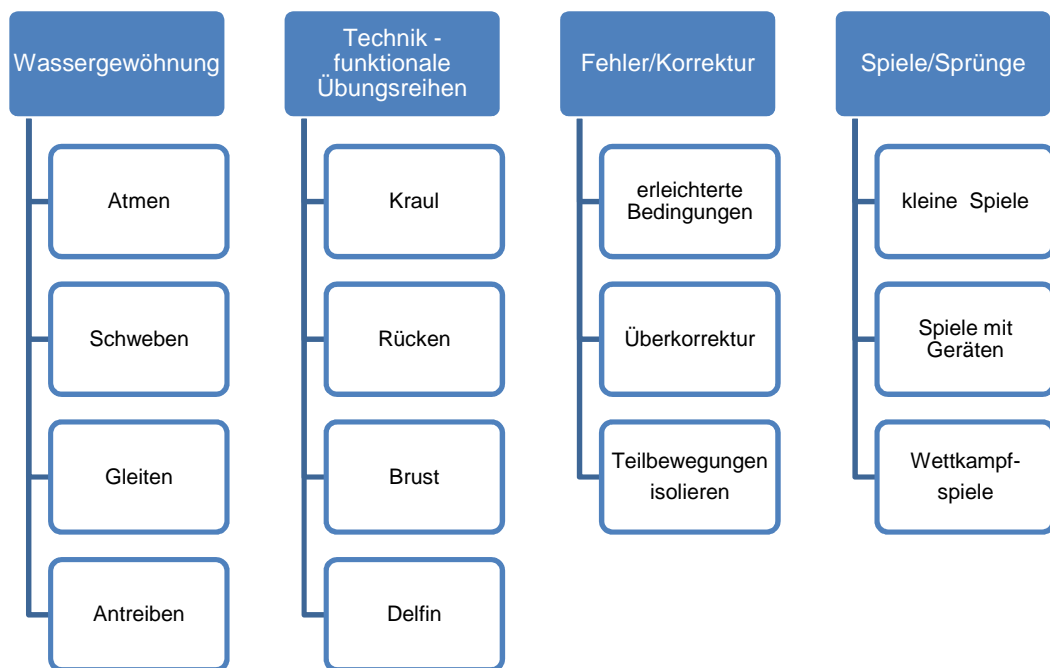 Wassergewöhnung
Atmen
Schweben
Gleiten
Antreiben
Technik -
funktionale
Übungsreihen
Kraul
Rücken
Brust
Delfin
Fehler/Korrektur
erleichterte
Bedingungen
Überkorrektur
Teilbewegungen
isolieren
Spiele/Sprünge
kleine Spiele
Spiele mit
Geräten
Wettkampf-
spiele